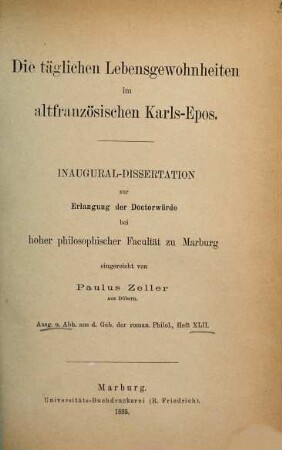 Die täglichen Lebensgewohnheiten
im
altfranzösischen Karls-Epos.
INAUGURAL-DISSERTATION
zur
Erlangung der Doctorwürde
bei
hoher philosophischer Facultät zu Marburg
eingereicht von
Paulus Zeller
aus Döbern.
Ausg. u. Abh. aus d. Geb. der roman. Philol., Heft XLII.
Marburg.
Universitäts-Buchdruckerei (R. Friedrich).
1885.